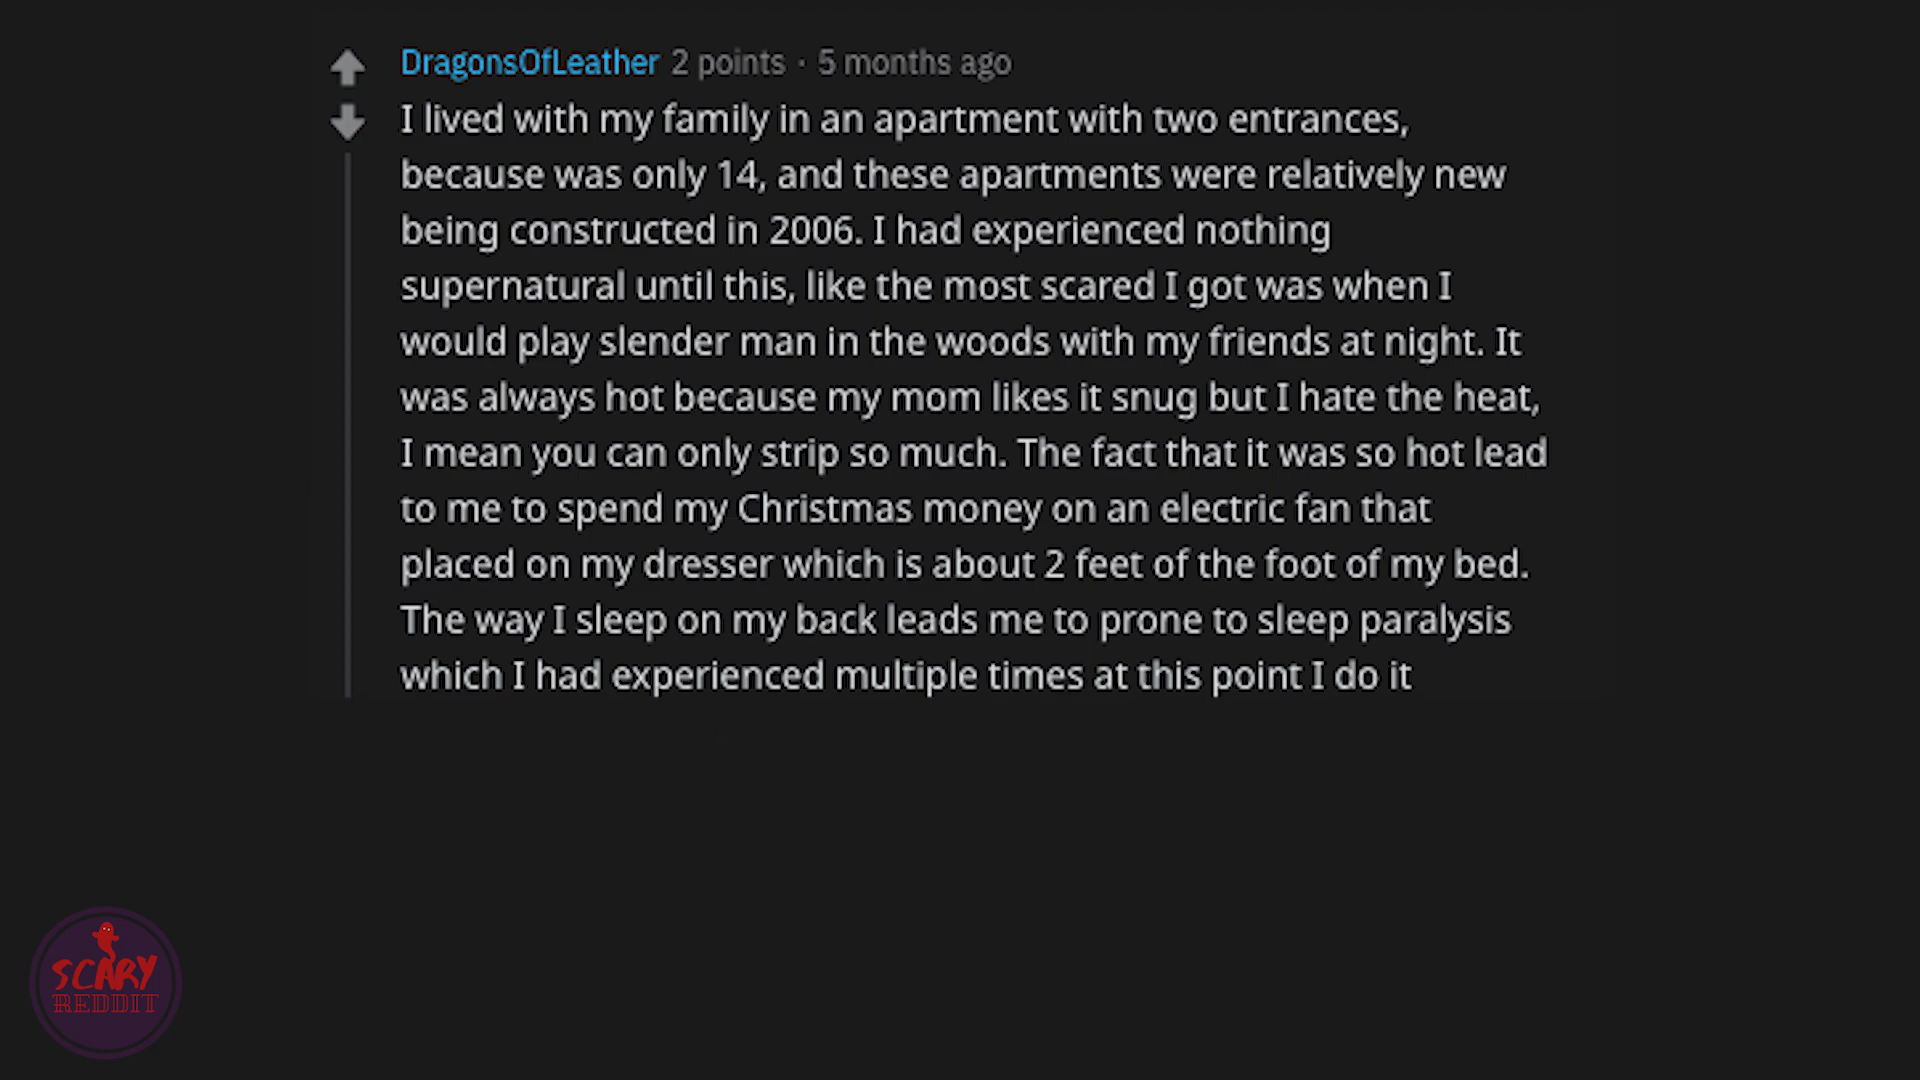 DragonsOfLeather 2 points · 5 months ago
I lived with my family in an apartment with two entrances,
because was only 14, and these apartments were relatively new
being constructed in 2006. I had experienced nothing
supernatural until this, like the most scared I got was when I
would play slender man in the woods with my friends at night. It
was always hot because my mom likes it snug but I hate the heat,
I mean you can only strip so much. The fact that it was so hot lead
to me to spend my Christmas money on an electric fan that
placed on my dresser which is about 2 feet of the foot of my bed.
The way I sleep on my back leads me to prone to sleep paralysis
which I had experienced multiple times at this point I do it
SCARY
REDDIT